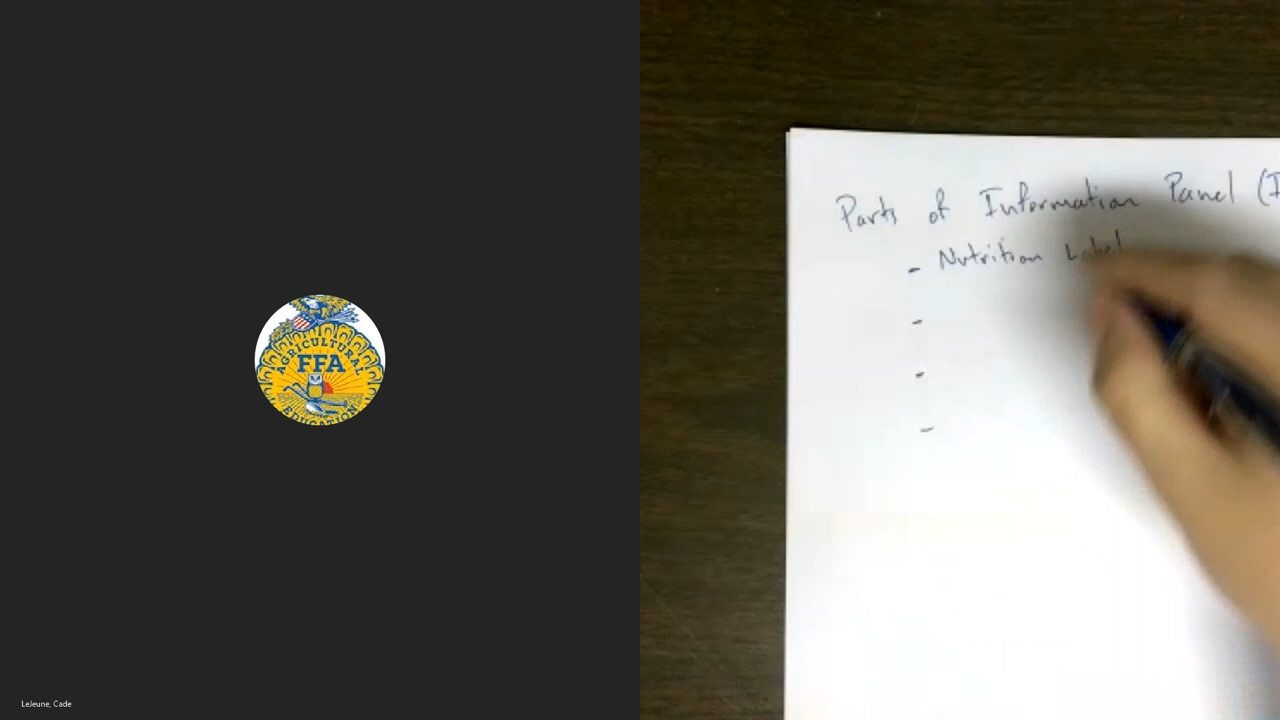 AGRICULTURAL
FFA
EDUCATION
LeJeune, Cade
Parts of Information Panel (I
- Nutrition Label
-
-
-